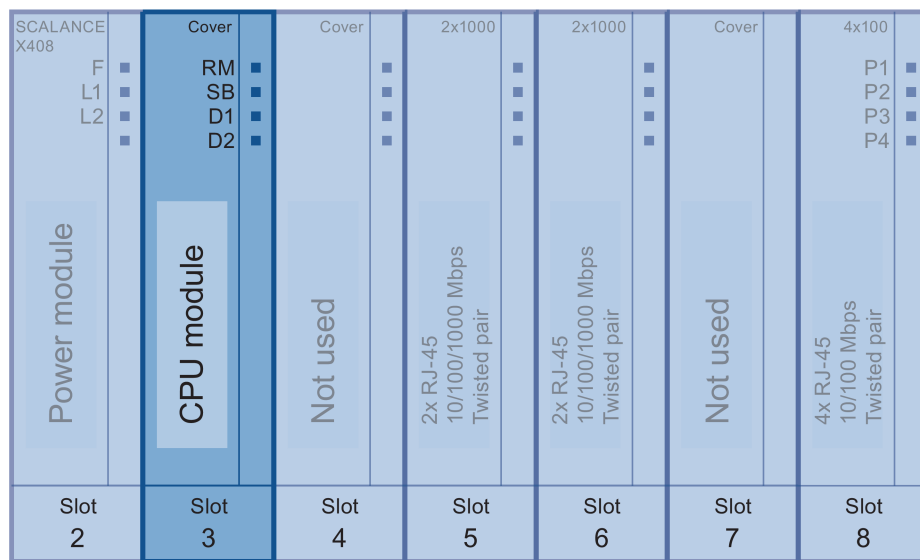 SCALANCE
X408
F
L1
L2
Power module
Slot
2
Cover
RM
SB
D1
D2
CPU module
Slot
3
Cover
Not used
Slot
4
2x1000
2x RJ-45
10/100/1000 Mbps
Twisted pair
Slot
5
2x1000
2x RJ-45
10/100/1000 Mbps
Twisted pair
Slot
6
Cover
Not used
Slot
7
4x100
P1
P2
P3
P4
4x RJ-45
10/100 Mbps
Twisted pair
Slot
8